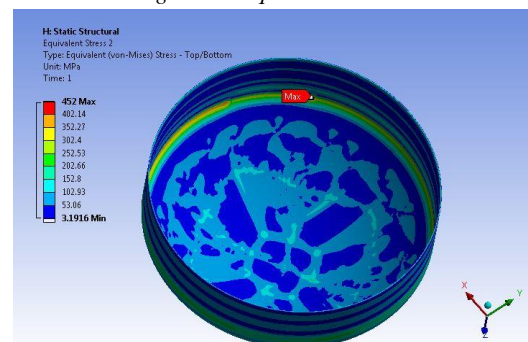 H: Static Structural
Equivalent Stress 2
Type: Equivalent (von-Mises) Stress - Top/Bottom
Unit: MPa
Time: 1
452 Max
402.14
352.27
302.4
252.53
202.66
152.8
102.93
53.06
3.1916 Min
Max
X
Y
Z